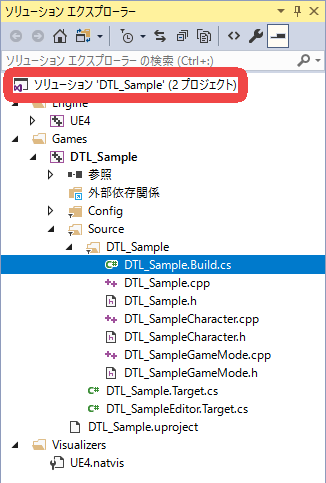 ソリューション エクスプローラー
ソリューション エクスプローラー の検索 (Ctrl+:)
ソリューション 'DTL_Sample' (2 プロジェクト)
Engine
UE4
Games
DTL_Sample
参照
外部依存関係
Config
Source
DTL_Sample
DTL_Sample.Build.cs
DTL_Sample.cpp
DTL_Sample.h
DTL_SampleCharacter.cpp
DTL_SampleCharacter.h
DTL_SampleGameMode.cpp
DTL_SampleGameMode.h
DTL_Sample.Target.cs
DTL_SampleEditor.Target.cs
DTL_Sample.uproject
Visualizers
UE4.natvis